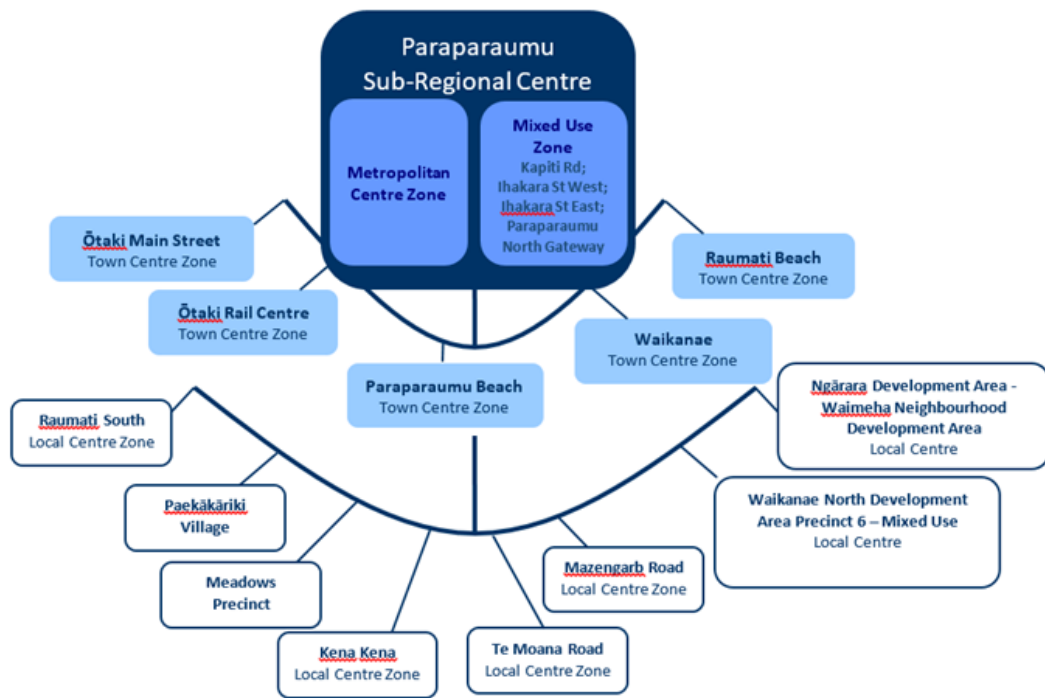 Paraparaumu
Sub-Regional Centre
Metropolitan
Centre Zone
Mixed Use
Zone
Kapiti Rd;
Ihakara St West;
Ihakara St East;
Paraparaumu
North Gateway
Ōtaki Main Street
Town Centre Zone
Ōtaki Rail Centre
Town Centre Zone
Paraparaumu Beach
Town Centre Zone
Waikanae
Town Centre Zone
Raumati Beach
Town Centre Zone
Raumati South
Local Centre Zone
Paekākāriki
Village
Meadows
Precinct
Kena Kena
Local Centre Zone
Te Moana Road
Local Centre Zone
Mazengarb Road
Local Centre Zone
Waikanae North Development
Area Precinct 6 – Mixed Use
Local Centre
Ngārara Development Area -
Waimeha Neighbourhood
Development Area
Local Centre